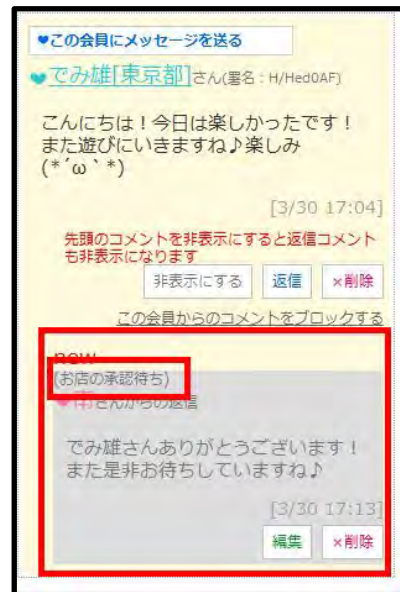 ♥この会員にメッセージを送る
♥でみ雄[東京都]さん(署名：H/Hed0AF)
こんにちは！今日は楽しかったです！
また遊びにいきますね♪楽しみ
(*´ω｀*)
[3/30 17:04]
先頭のコメントを非表示にすると返信コメント
も非表示になります
非表示にする 返信 ×削除
この会員からのコメントをブロックする
new
(お店の承認待ち)
さんからの返信
でみ雄さんありがとうございます！
また是非お待ちしていますね♪
[3/30 17:13]
編集 ×削除